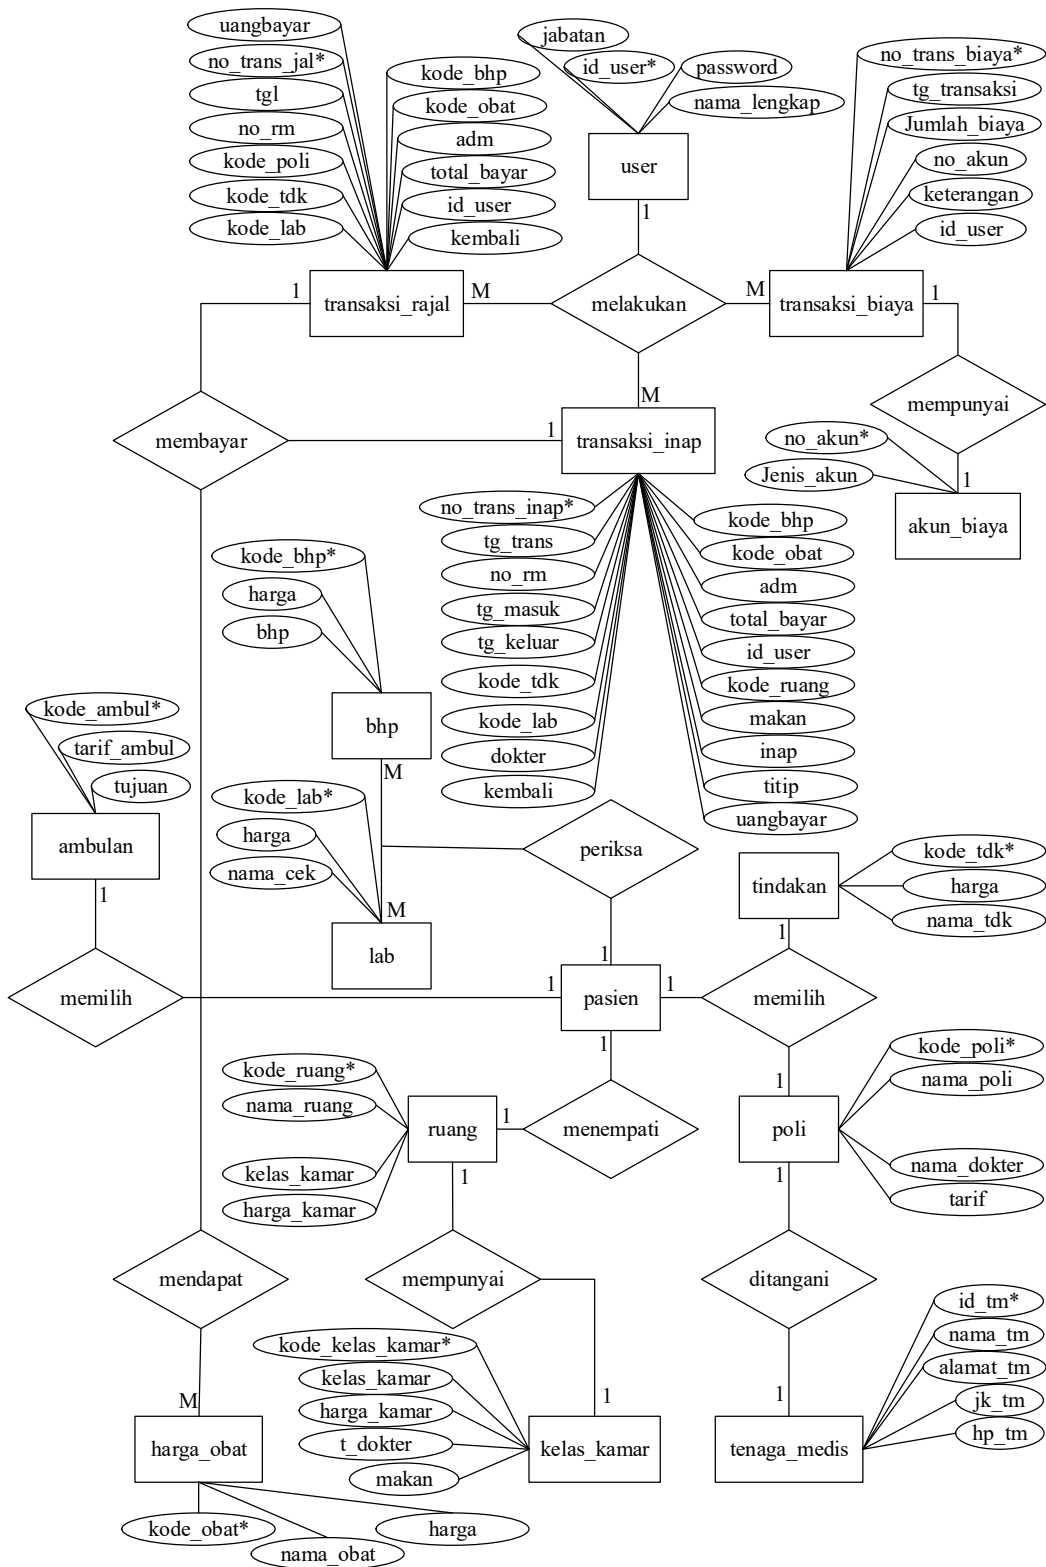 uangbayar
no_trans_jal*
tgl
no_rm
kode_poli
kode_tdk
kode_lab
kode_bhp
kode_obat
adm
total_bayar
id_user
kembali
jabatan
id_user*
password
nama_lengkap
user
1
no_trans_biaya*
tg_transaksi
Jumlah_biaya
no_akun
keterangan
id_user
1
transaksi_rajal
M
melakukan
M
transaksi_biaya
1
M
membayar
1
transaksi_inap
mempunyai
no_akun*
Jenis_akun
1
akun_biaya
no_trans_inap*
tg_trans
no_rm
tg_masuk
tg_keluar
kode_tdk
kode_lab
dokter
kembali
kode_bhp
kode_obat
adm
total_bayar
id_user
kode_ruang
makan
inap
titip
uangbayar
kode_bhp*
harga
bhp
bhp
M
kode_ambul*
tarif_ambul
tujuan
ambulan
1
kode_lab*
harga
nama_cek
M
lab
periksa
1
tindakan
kode_tdk*
harga
nama_tdk
1
memilih
1
pasien
1
memilih
1
1
kode_ruang*
nama_ruang
kelas_kamar
harga_kamar
ruang
1
menempati
1
poli
kode_poli*
nama_poli
nama_dokter
tarif
1
1
mendapat
mempunyai
ditangani
kode_kelas_kamar*
kelas_kamar
harga_kamar
t_dokter
makan
1
kelas_kamar
id_tm*
nama_tm
alamat_tm
jk_tm
hp_tm
1
tenaga_medis
M
harga_obat
kode_obat*
nama_obat
harga